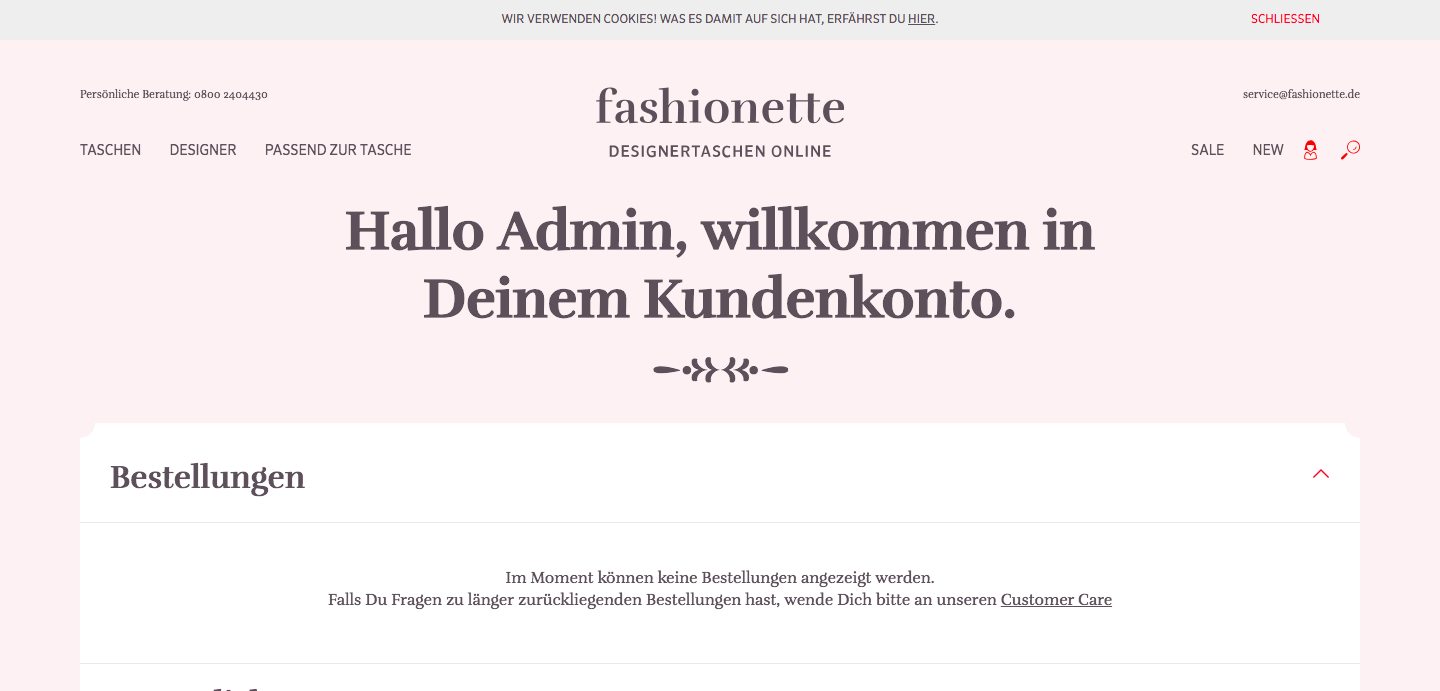 WIR VERWENDEN COOKIES! WAS ES DAMIT AUF SICH HAT, ERFÄHRST DU HIER.
SCHLIESSEN
Persönliche Beratung: 0800 2404430
fashionette
service@fashionette.de
TASCHEN DESIGNER PASSEND ZUR TASCHE
DESIGNERTASCHEN ONLINE
SALE NEW
Hallo Admin, willkommen in
Deinem Kundenkonto.
Bestellungen
Im Moment können keine Bestellungen angezeigt werden.
Falls Du Fragen zu länger zurückliegenden Bestellungen hast, wende Dich bitte an unseren Customer Care